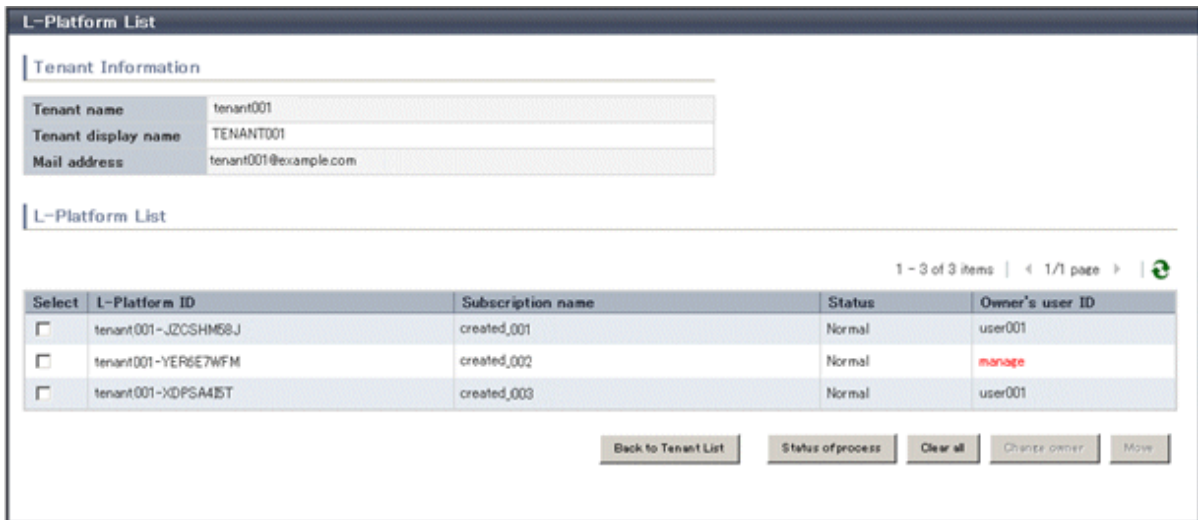 L-Platform List
Tenant Information
Tenant name tenant001
Tenant display name TENANT001
Mail address tenant001@example.com
L-Platform List
1 - 3 of 3 items 1/1 page
Select L-Platform ID Subscription name Status Owner's user ID
tenant001-JZCSHM58J created_001 Normal user001
tenant001-YER6E7WFM created_002 Normal manage
tenant001-XDPSA4I5T created_003 Normal user001
Back to Tenant List Status of process Clear all Change owner Move